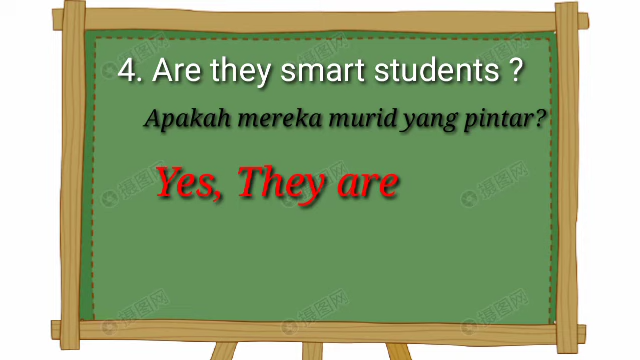 4. Are they smart students ?
Apakah mereka murid yang pintar?
Yes, They are